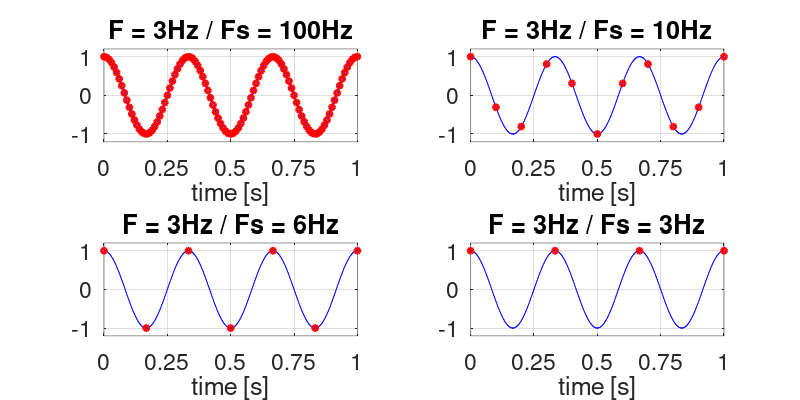 F = 3Hz / Fs = 100Hz
1
0
-1
0 0.25 0.5 0.75 1
time [s]
F = 3Hz / Fs = 10Hz
1
0
-1
0 0.25 0.5 0.75 1
time [s]
F = 3Hz / Fs = 6Hz
1
0
-1
0 0.25 0.5 0.75 1
time [s]
F = 3Hz / Fs = 3Hz
1
0
-1
0 0.25 0.5 0.75 1
time [s]